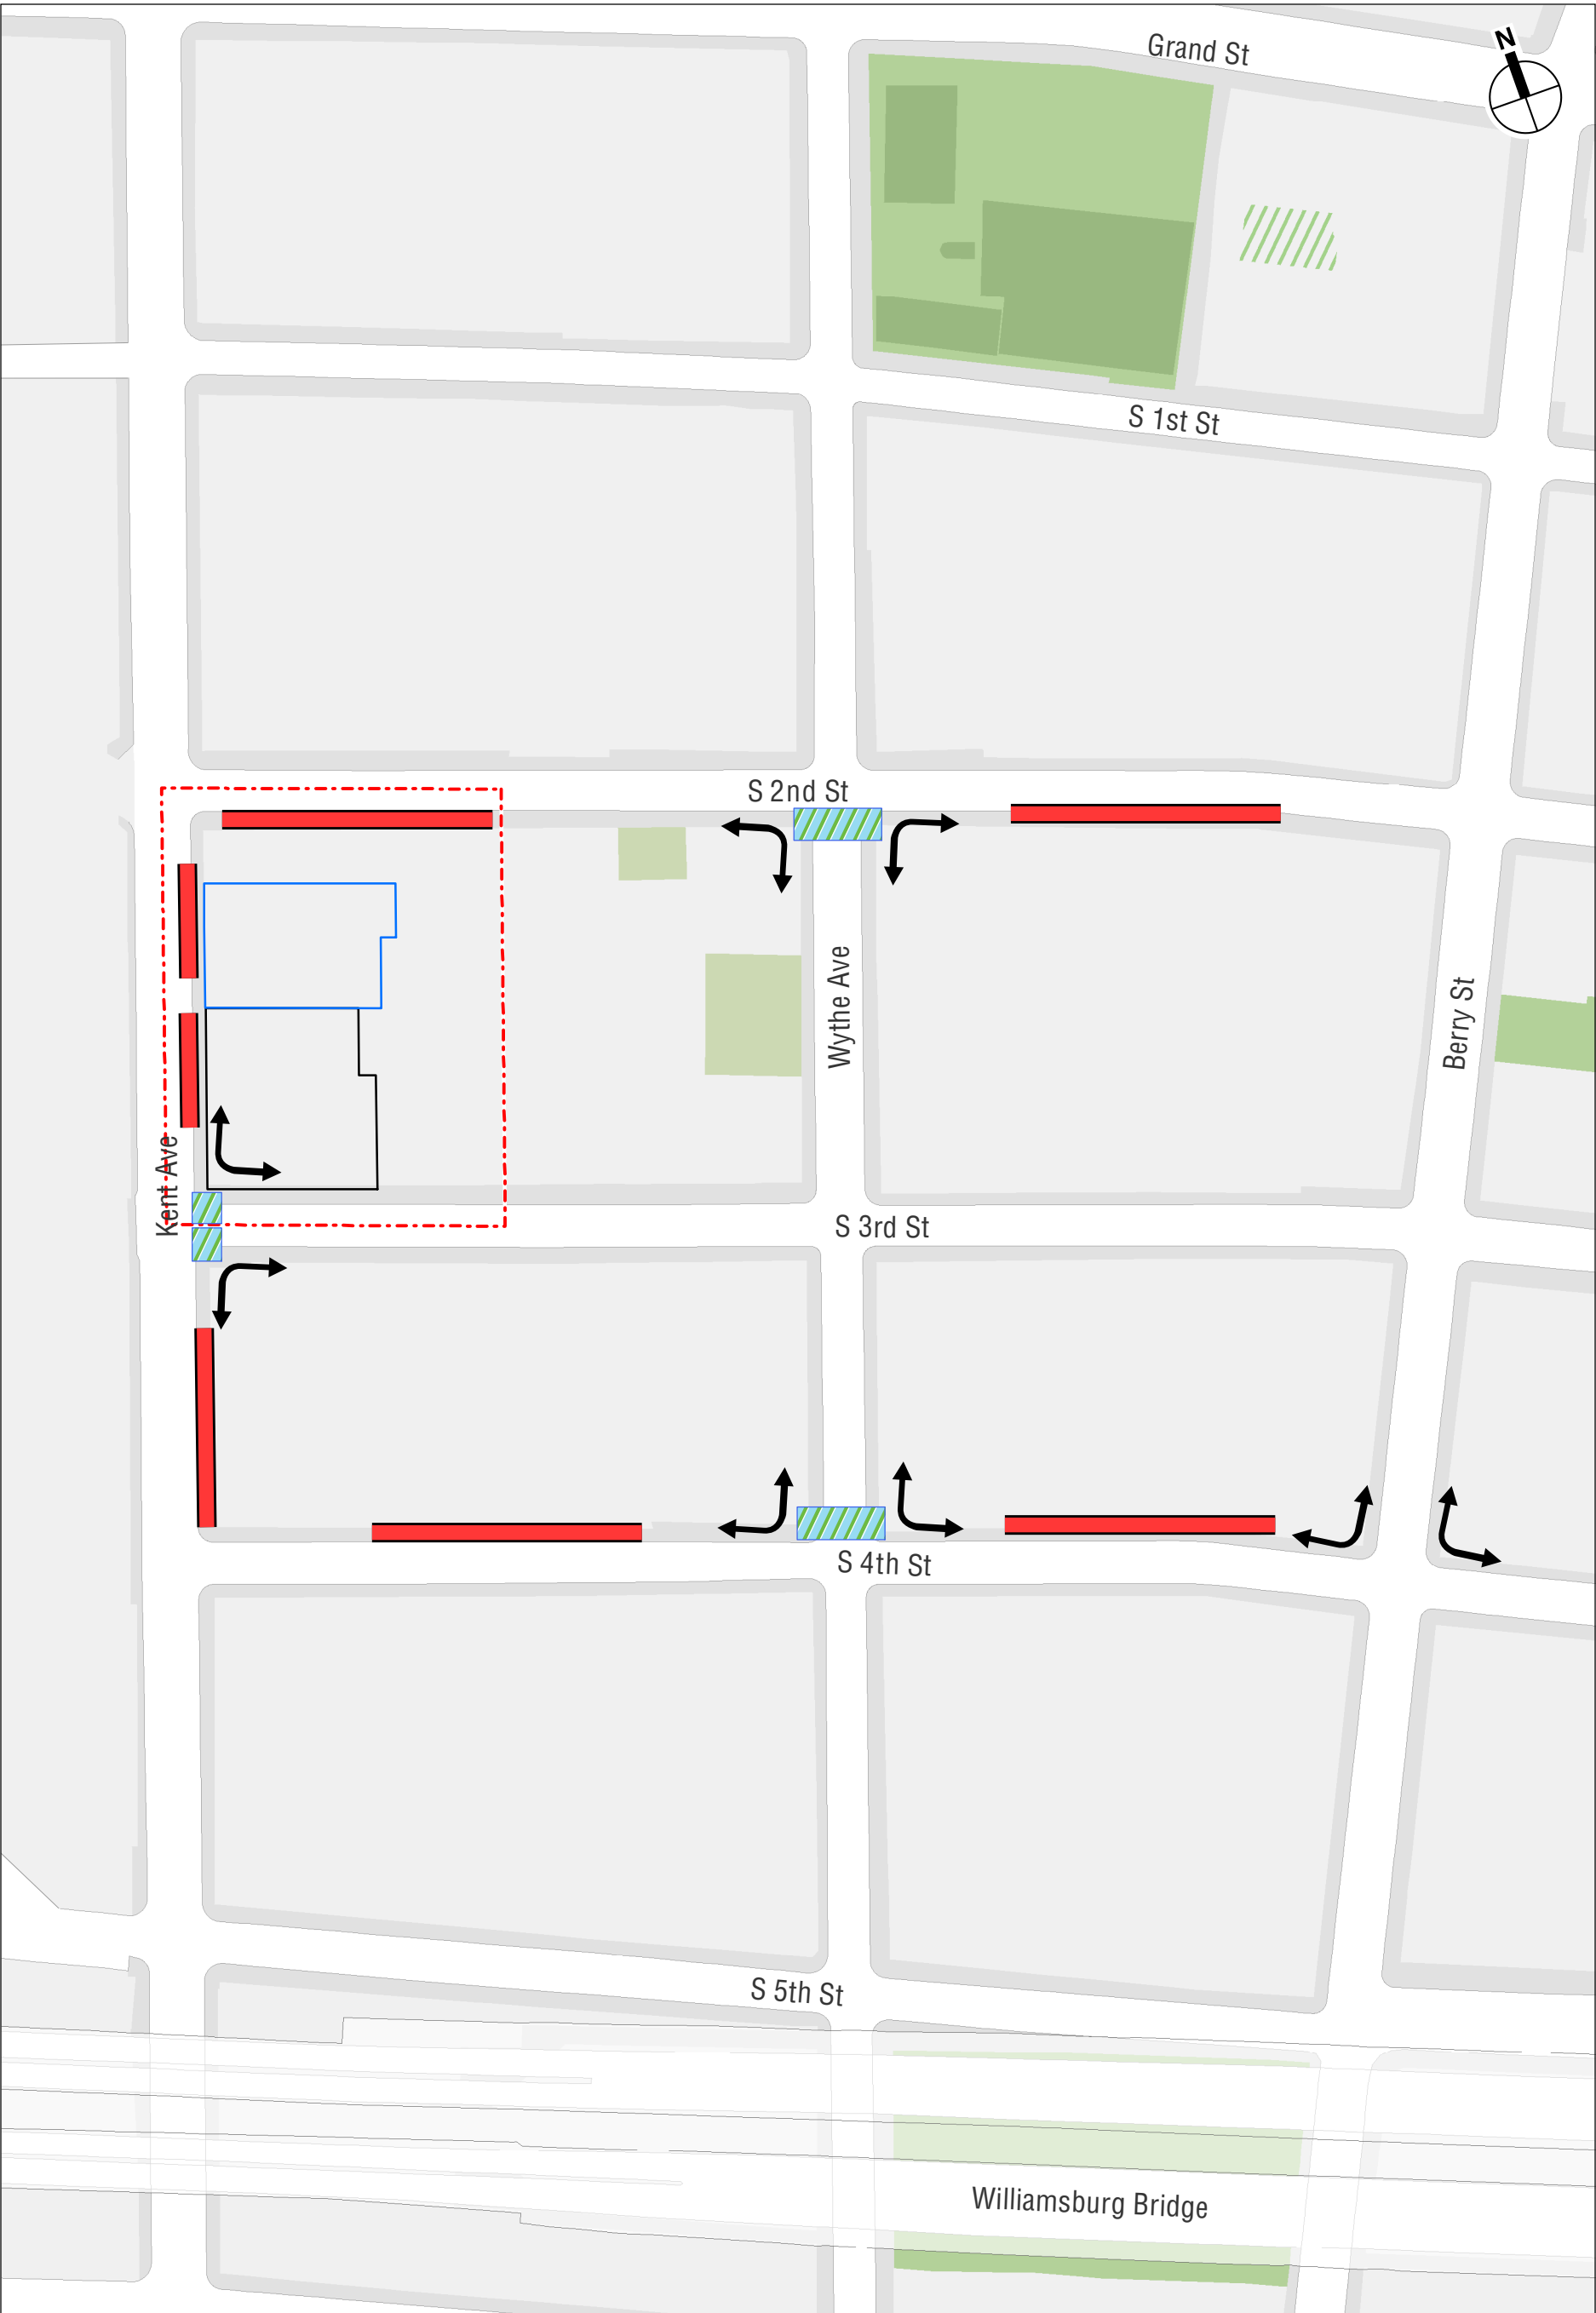 Grand St
N
S 1st St
S 2nd St
Wythe Ave
Berry St
Kent Ave
S 3rd St
S 4th St
S 5th St
Williamsburg Bridge